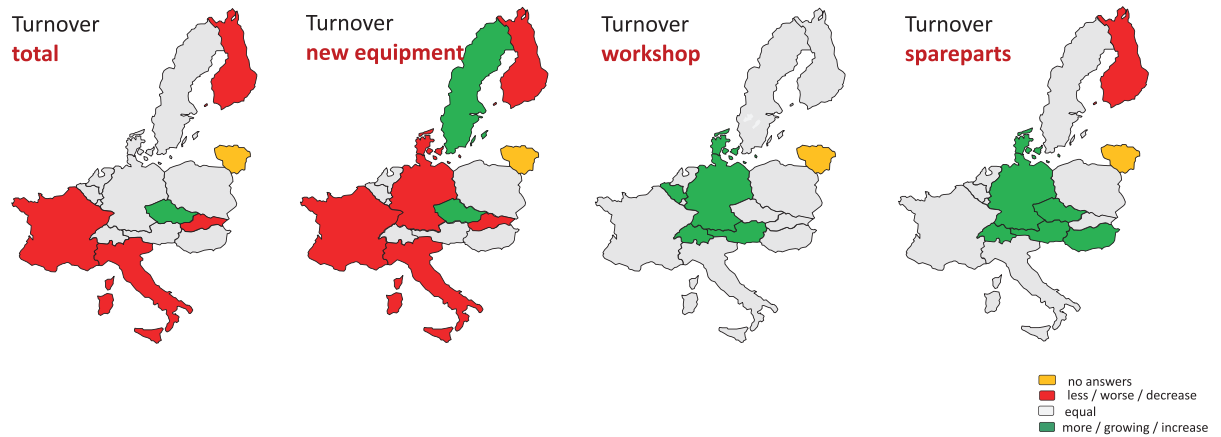 Turnover
total
Turnover
new equipment
Turnover
workshop
Turnover
spareparts
no answers
less / worse / decrease
equal
more / growing / increase